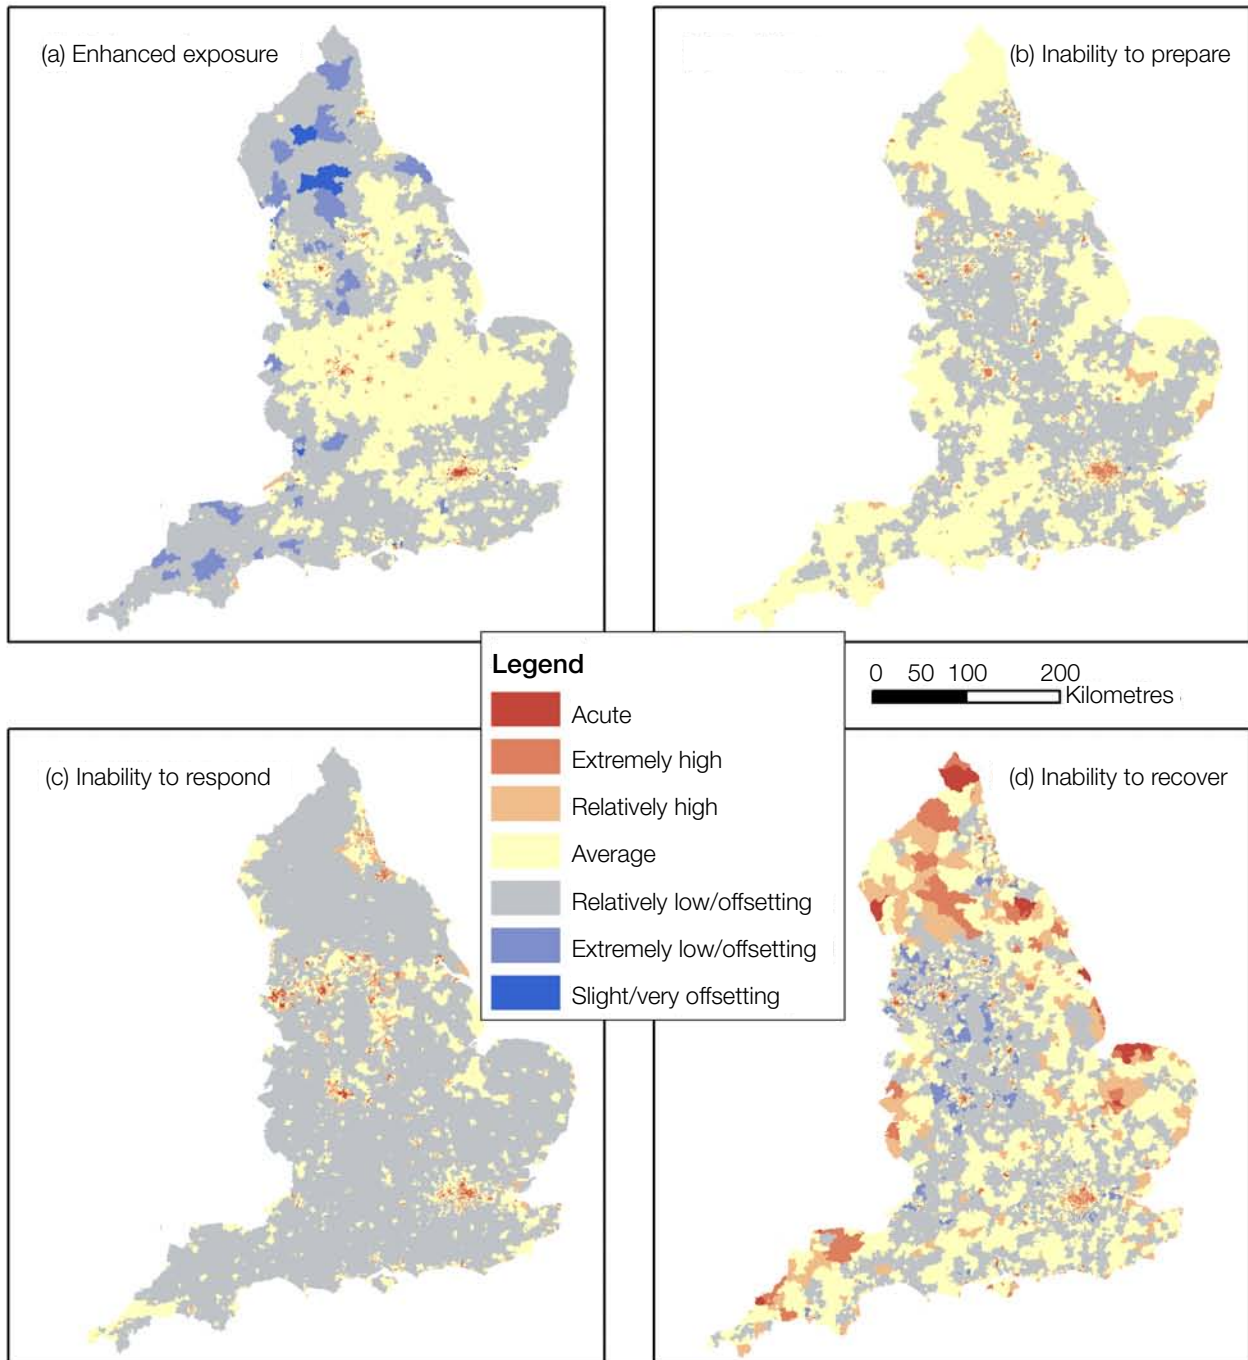 (a) Enhanced exposure
(b) Inability to prepare
Legend
Acute
Extremely high
Relatively high
Average
Relatively low/offsetting
Extremely low/offsetting
Slight/very offsetting
0 50 100 200
Kilometres
(c) Inability to respond
(d) Inability to recover